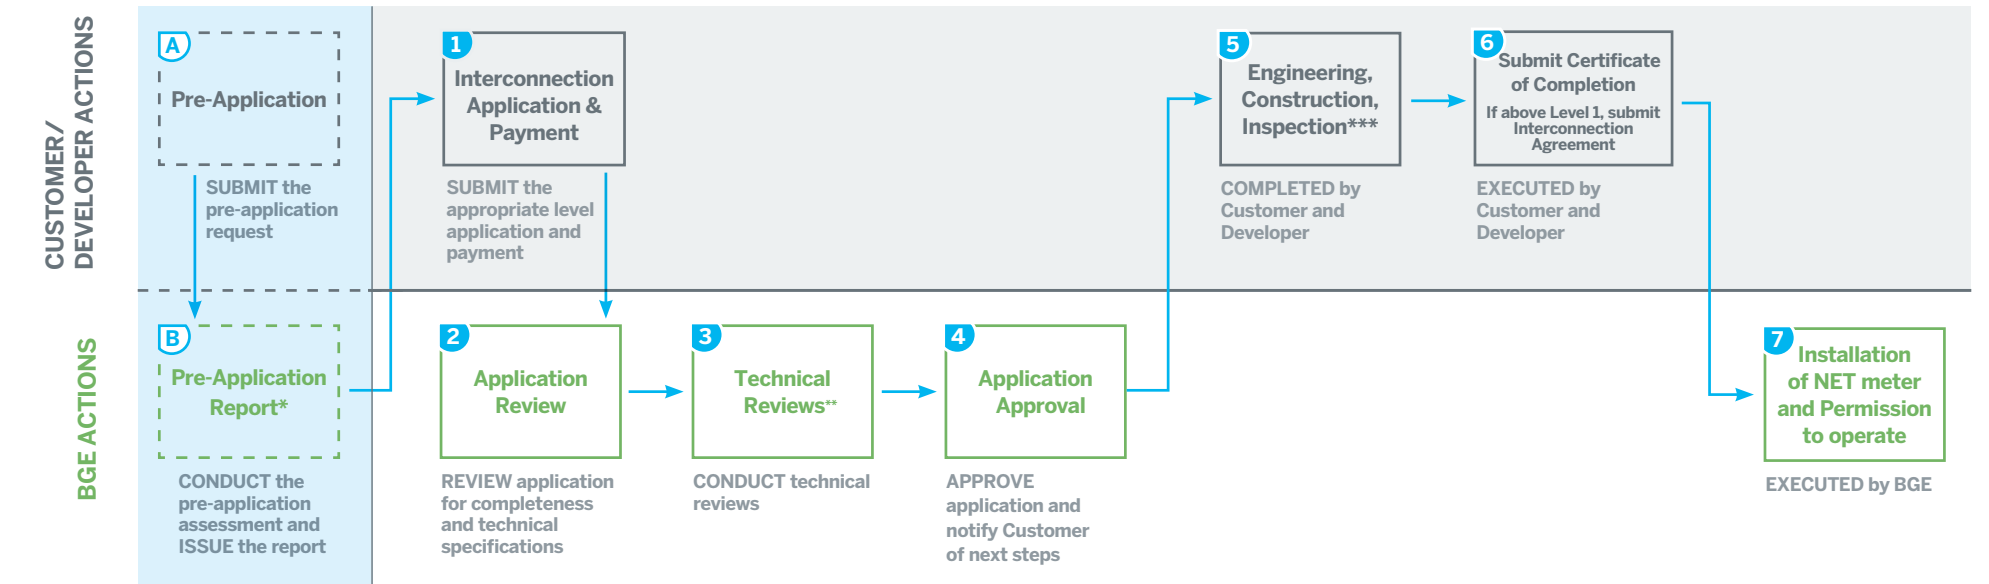 CUSTOMER/
DEVELOPER ACTIONS
A
Pre-Application
SUBMIT the
pre-application
request
1
Interconnection
Application &
Payment
SUBMIT the
appropriate level
application and
payment
5
Engineering,
Construction,
Inspection***
COMPLETED by
Customer and
Developer
6
Submit Certificate
of Completion
If above Level 1, submit
Interconnection
Agreement
EXECUTED by
Customer and
Developer
BGE ACTIONS
B
Pre-Application
Report*
CONDUCT the
pre-application
assessment and
ISSUE the report
2
Application
Review
REVIEW application
for completeness
and technical
specifications
3
Technical
Reviews**
CONDUCT technical
reviews
4
Application
Approval
APPROVE
application and
notify Customer
of next steps
7
Installation
of NET meter
and Permission
to operate
EXECUTED by BGE